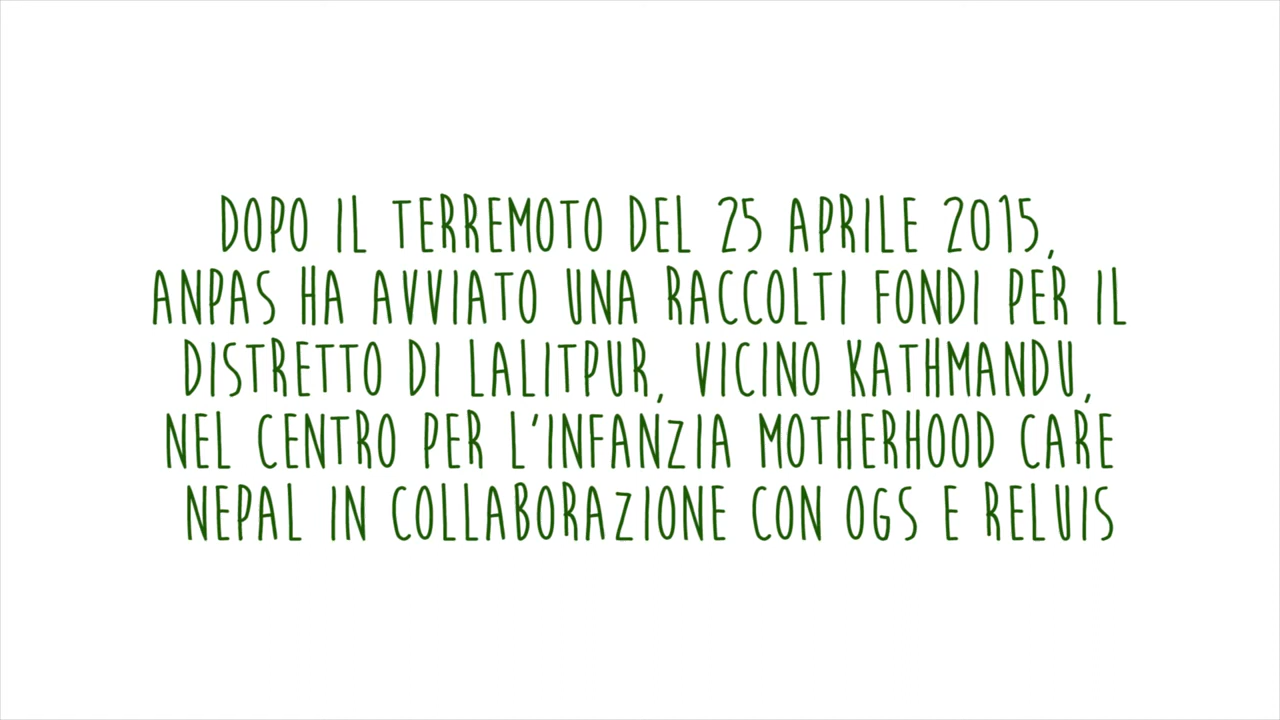 DOPO IL TERREMOTO DEL 25 APRILE 2015,
ANPAS HA AVVIATO UNA RACCOLTI FONDI PER IL
DISTRETTO DI LALITPUR, VICINO KATHMANDU,
NEL CENTRO PER L'INFANZIA MOTHERHOOD CARE
NEPAL IN COLLABORAZIONE CON OGS E RELUIS